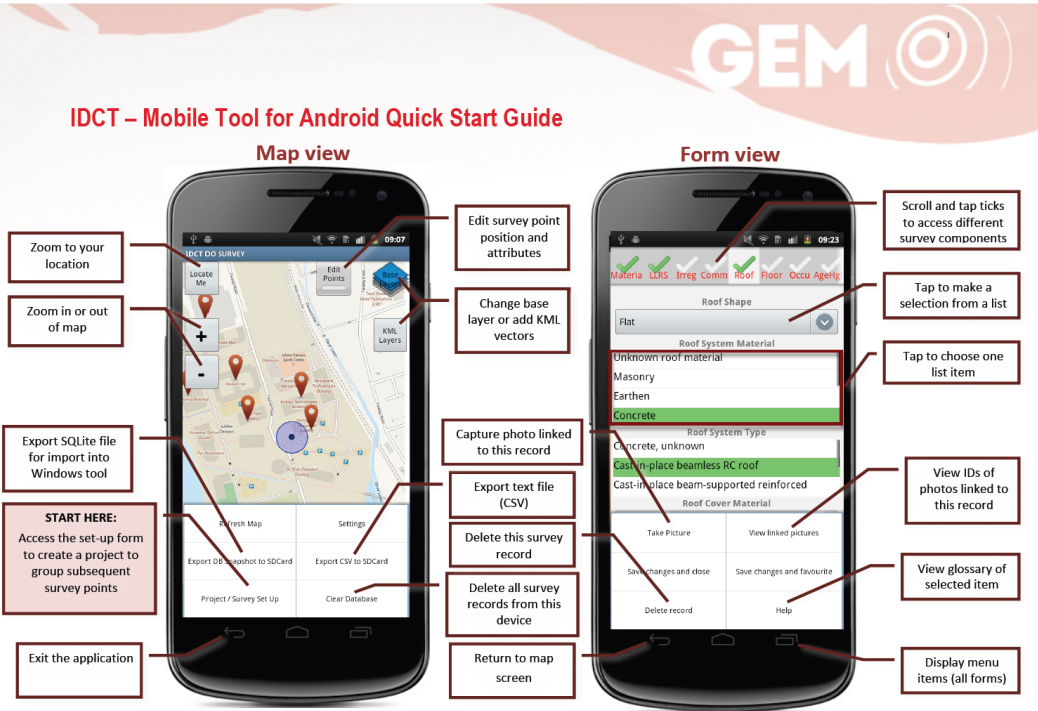 GEM
IDCT – Mobile Tool for Android Quick Start Guide
Map view
Zoom to your
location
Zoom in or out
of map
Export SQLite file
for import into
Windows tool
START HERE:
Access the set-up form
to create a project to
group subsequent
survey points
Exit the application
09:07
IDCT DO SURVEY
Locate
Me
Edit
Points
Base
Layers
+
KML
Layers
-
Refresh Map
Settings
Export DB Snapshot to SDCard
Export CSV to SDCard
Project / Survey Set Up
Clear Database
Edit survey point
position and
attributes
Change base
layer or add KML
vectors
Capture photo linked
to this record
Export text file
(CSV)
Delete this survey
record
Delete all survey
records from this
device
Return to map
screen
Form view
09:23
Materia LLRS Irreg Comm Roof Floor Occu AgeHg
Roof Shape
Flat
Roof System Material
Unknown roof material
Masonry
Earthen
Concrete
Roof System Type
Concrete, unknown
Cast-in-place beamless RC roof
Cast-in-place beam-supported reinforced
Roof Cover Material
Take Picture
View linked pictures
Save changes and close
Save changes and favourite
Delete record
Help
Scroll and tap ticks
to access different
survey components
Tap to make a
selection from a list
Tap to choose one
list item
View IDs of
photos linked to
this record
View glossary of
selected item
Display menu
items (all forms)